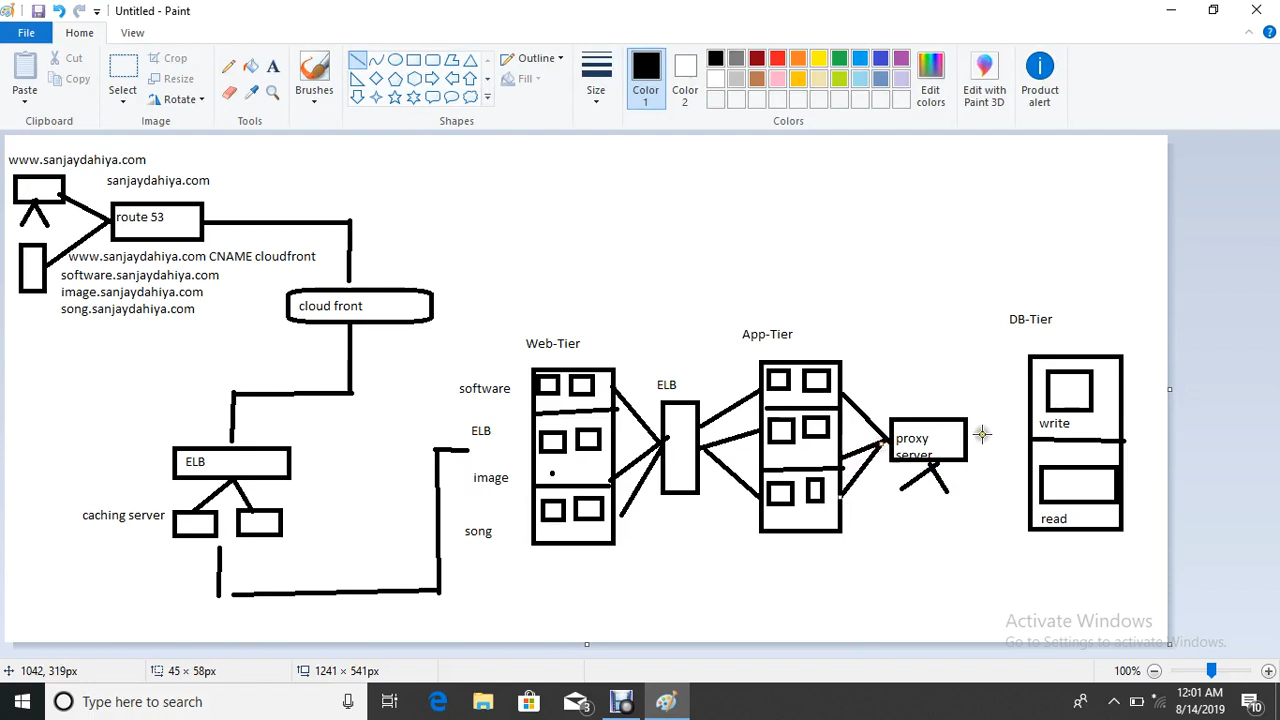 Untitled - Paint
File
Home
View
Paste
Cut
Copy
Clipboard
Select
Crop
Resize
Rotate
Image
Tools
Brushes
Shapes
Outline
Fill
Size
Color
1
Color
2
Edit
colors
Colors
Edit with
Paint 3D
Product
alert
www.sanjaydahiya.com
sanjaydahiya.com
route 53
www.sanjaydahiya.com CNAME cloudfront
software.sanjaydahiya.com
image.sanjaydahiya.com
song.sanjaydahiya.com
cloud front
ELB
caching server
Web-Tier
software
ELB
image
song
ELB
App-Tier
proxy
server
DB-Tier
write
read
Activate Windows
Go to Settings to activate Windows.
1042, 319px
45 × 58px
1241 × 541px
100%
Type here to search
3
12:01 AM
8/14/2019
10